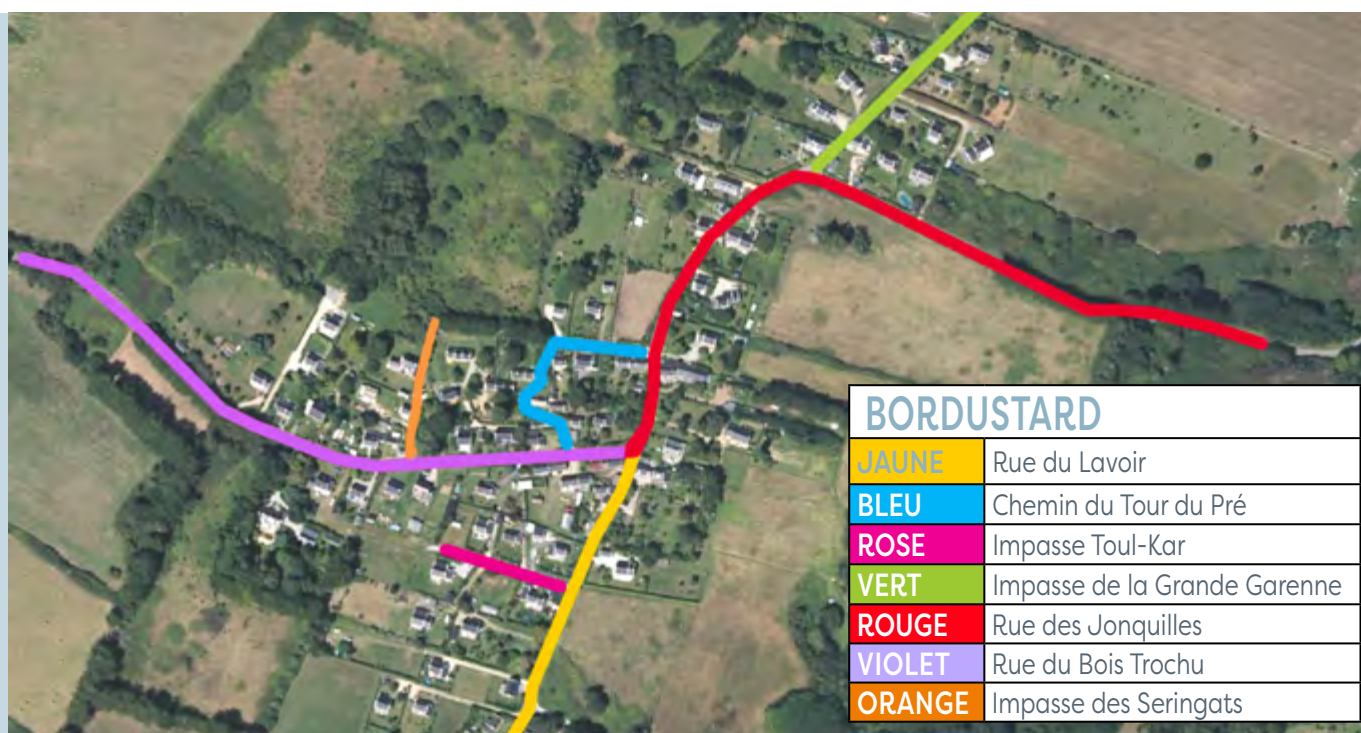 BORDUSTARD
JAUNE Rue du Lavoir
BLEU Chemin du Tour du Pré
ROSE Impasse Toul-Kar
VERT Impasse de la Grande Garenne
ROUGE Rue des Jonquilles
VIOLET Rue du Bois Trochu
ORANGE Impasse des Seringats